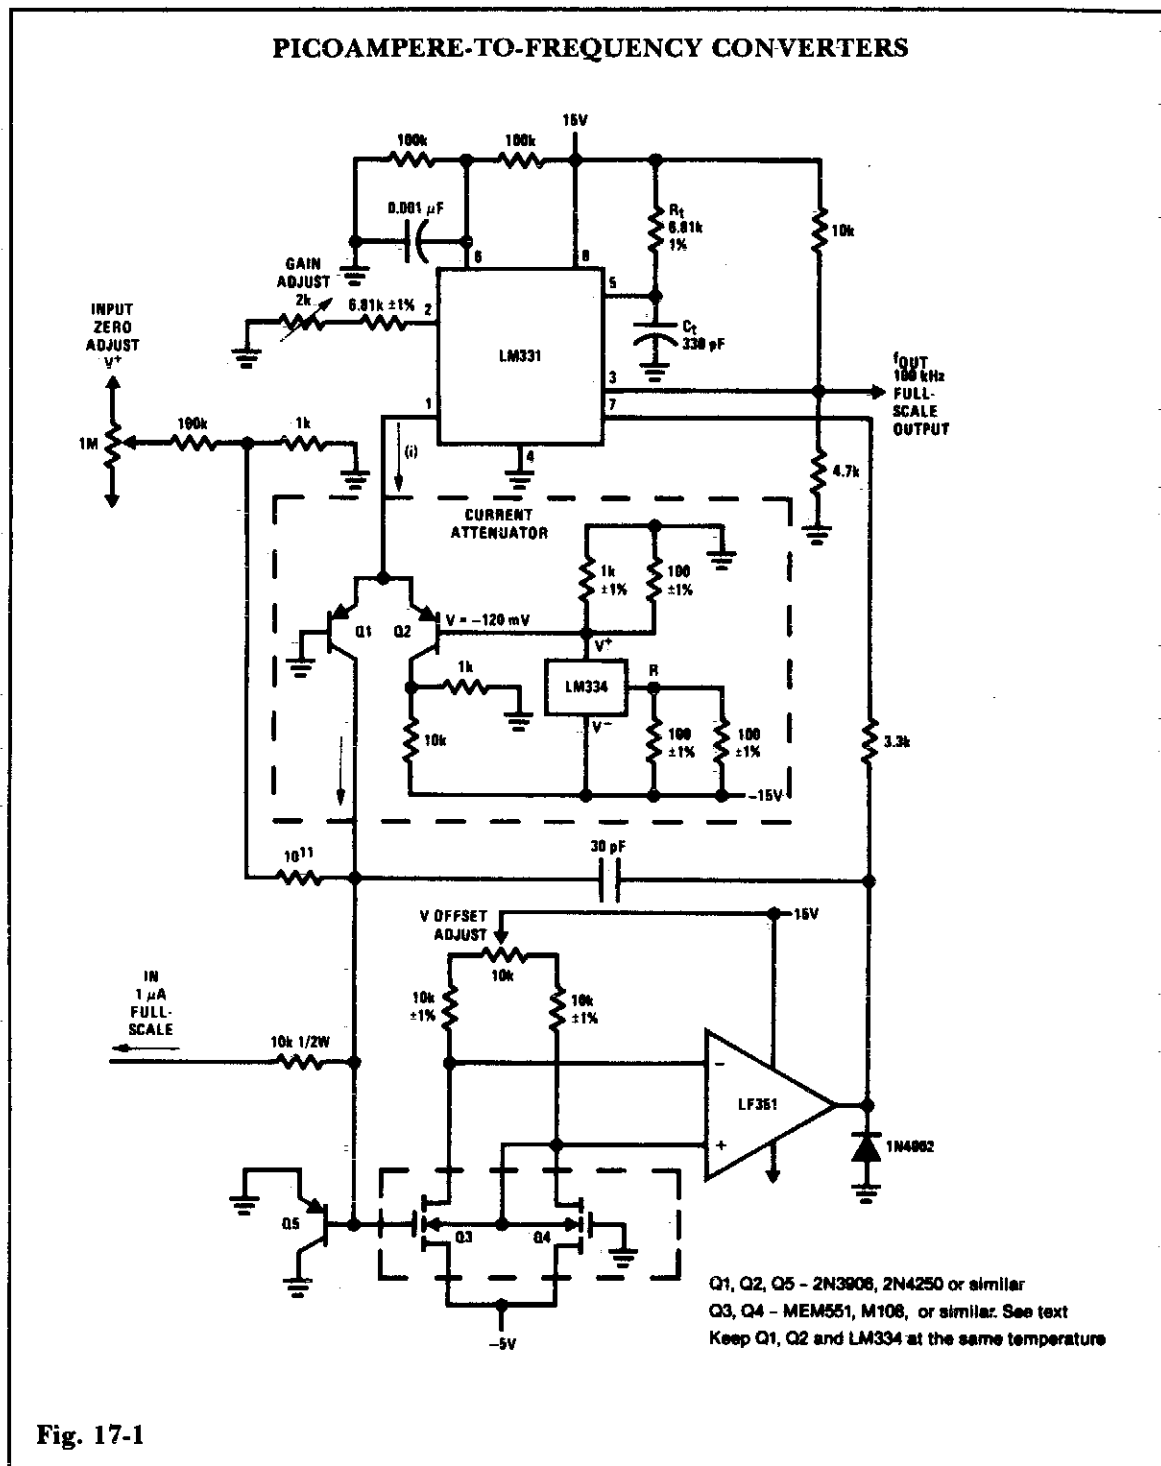 PICOAMPERE-TO-FREQUENCY CONVERTERS
15V
100k
100k
0.001 µF
Rt
6.81k
1%
10k
6
8
GAIN
ADJUST
2k
6.81k ±1%
2
5
INPUT
ZERO
ADJUST
V+
LM331
Ct
330 pF
fOUT
100 kHz
FULL-
SCALE
OUTPUT
3
7
1
1M
100k
1k
(i)
4
4.7k
CURRENT
ATTENUATOR
1k
±1%
100
±1%
Q1
Q2
V = −120 mV
V+
1k
LM334
R
V−
10k
100
±1%
100
±1%
3.3k
−15V
10¹¹
30 pF
V OFFSET
ADJUST
15V
10k
IN
1 µA
FULL-
SCALE
10k
±1%
10k
±1%
10k 1/2W
−
LF351
+
1N4002
Q5
Q3
Q4
−5V
Q1, Q2, Q5 – 2N3906, 2N4250 or similar
Q3, Q4 – MEM551, M106, or similar. See text
Keep Q1, Q2 and LM334 at the same temperature
Fig. 17-1